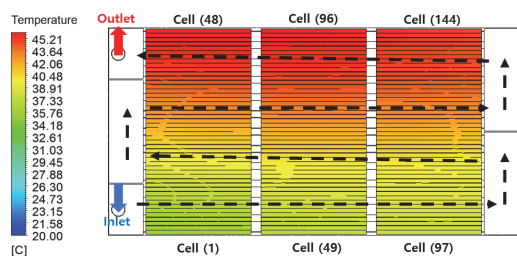 Temperature
Outlet
Cell (48)
Cell (96)
Cell (144)
45.21
43.64
42.06
40.48
38.91
37.33
35.76
34.18
32.61
31.03
29.45
27.88
26.30
24.73
23.15
21.58
20.00
[C]
Inlet
Cell (1)
Cell (49)
Cell (97)